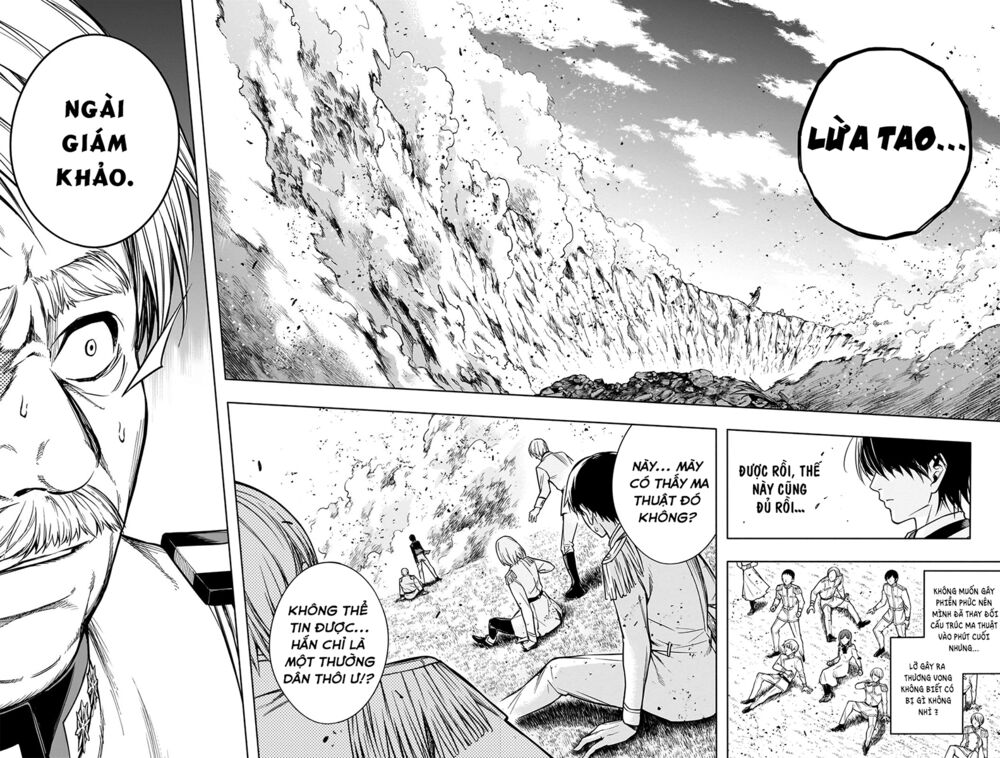 LỪA TAO...
ĐƯỢC RỒI, THẾ
NÀY CŨNG
ĐỦ RỒI...
KHÔNG MUỐN GÂY
PHIỀN PHỨC NÊN
MÌNH ĐÃ THAY ĐỔI
CẤU TRÚC MA THUẬT
VÀO PHÚT CUỐI
NHƯNG...
LỠ GÂY RA
THƯƠNG VONG
KHÔNG BIẾT CÓ
BỊ GÌ KHÔNG
NHỈ ?
NÀY... MÀY
CÓ THẤY MA
THUẬT ĐÓ
KHÔNG?
KHÔNG THỂ
TIN ĐƯỢC...
HẮN CHỈ LÀ
MỘT THƯỜNG
DÂN THÔI Ư!?
NGÀI
GIÁM
KHẢO.